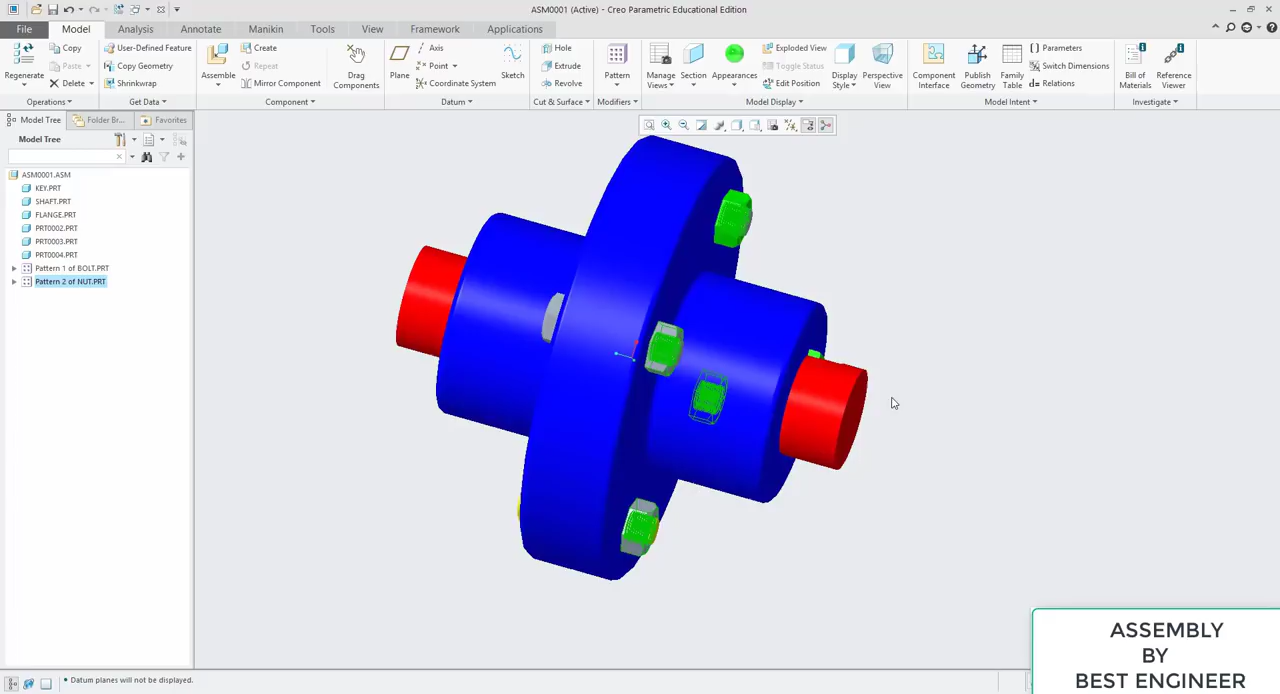 ASM0001 (Active) - Creo Parametric Educational Edition
File Model Analysis Annotate Manikin Tools View Framework Applications
Regenerate
Copy
Paste
Delete
Operations
User-Defined Feature
Copy Geometry
Shrinkwrap
Get Data
Assemble
Create
Repeat
Mirror Component
Component
Drag
Components
Plane
Axis
Point
Coordinate System
Sketch
Datum
Hole
Extrude
Revolve
Cut & Surface
Pattern
Modifiers
Manage
Views
Section
Appearances
Exploded View
Toggle Status
Edit Position
Display
Style
Perspective
View
Model Display
Component
Interface
Publish
Geometry
Family
Table
Parameters
Switch Dimensions
Relations
Model Intent
Bill of
Materials
Reference
Viewer
Investigate
Model Tree Folder Br... Favorites
Model Tree
ASM0001.ASM
KEY.PRT
SHAFT.PRT
FLANGE.PRT
PRT0002.PRT
PRT0003.PRT
PRT0004.PRT
Pattern 1 of BOLT.PRT
Pattern 2 of NUT.PRT
• Datum planes will not be displayed.
ASSEMBLY
BY
BEST ENGINEER